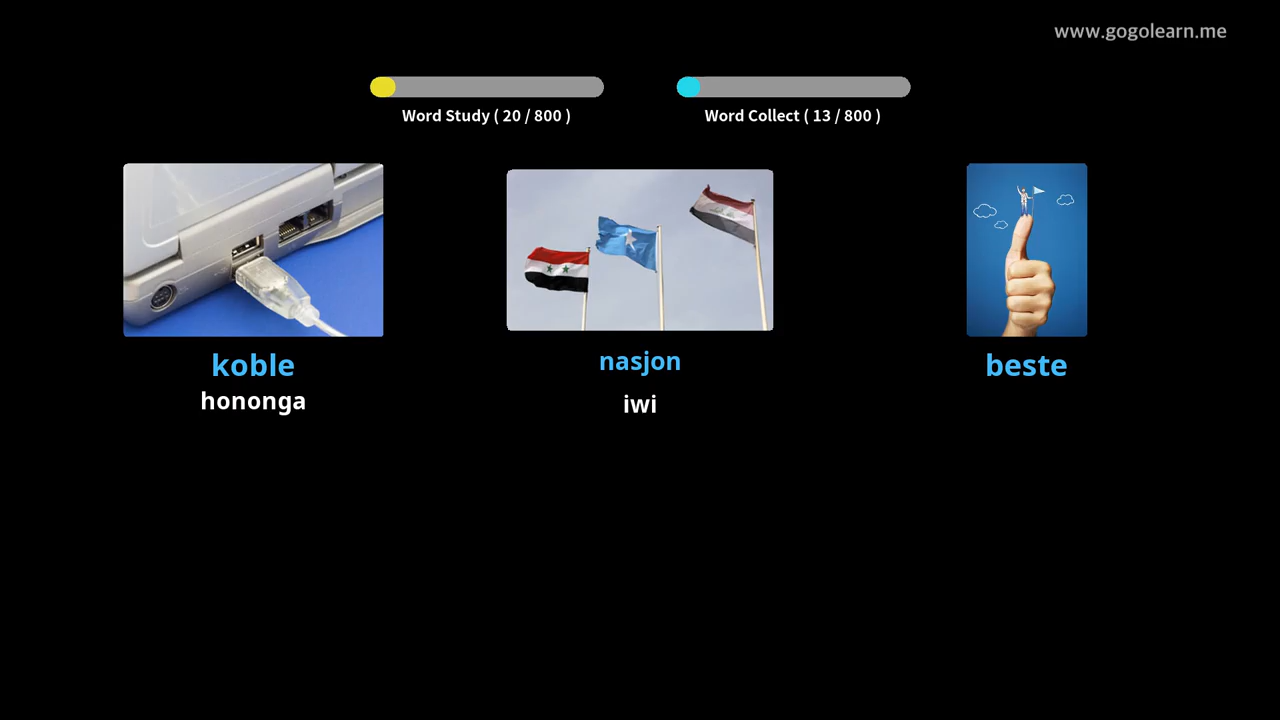 www.gogolearn.me
Word Study ( 20 / 800 )
Word Collect ( 13 / 800 )
koble
hononga
nasjon
iwi
beste